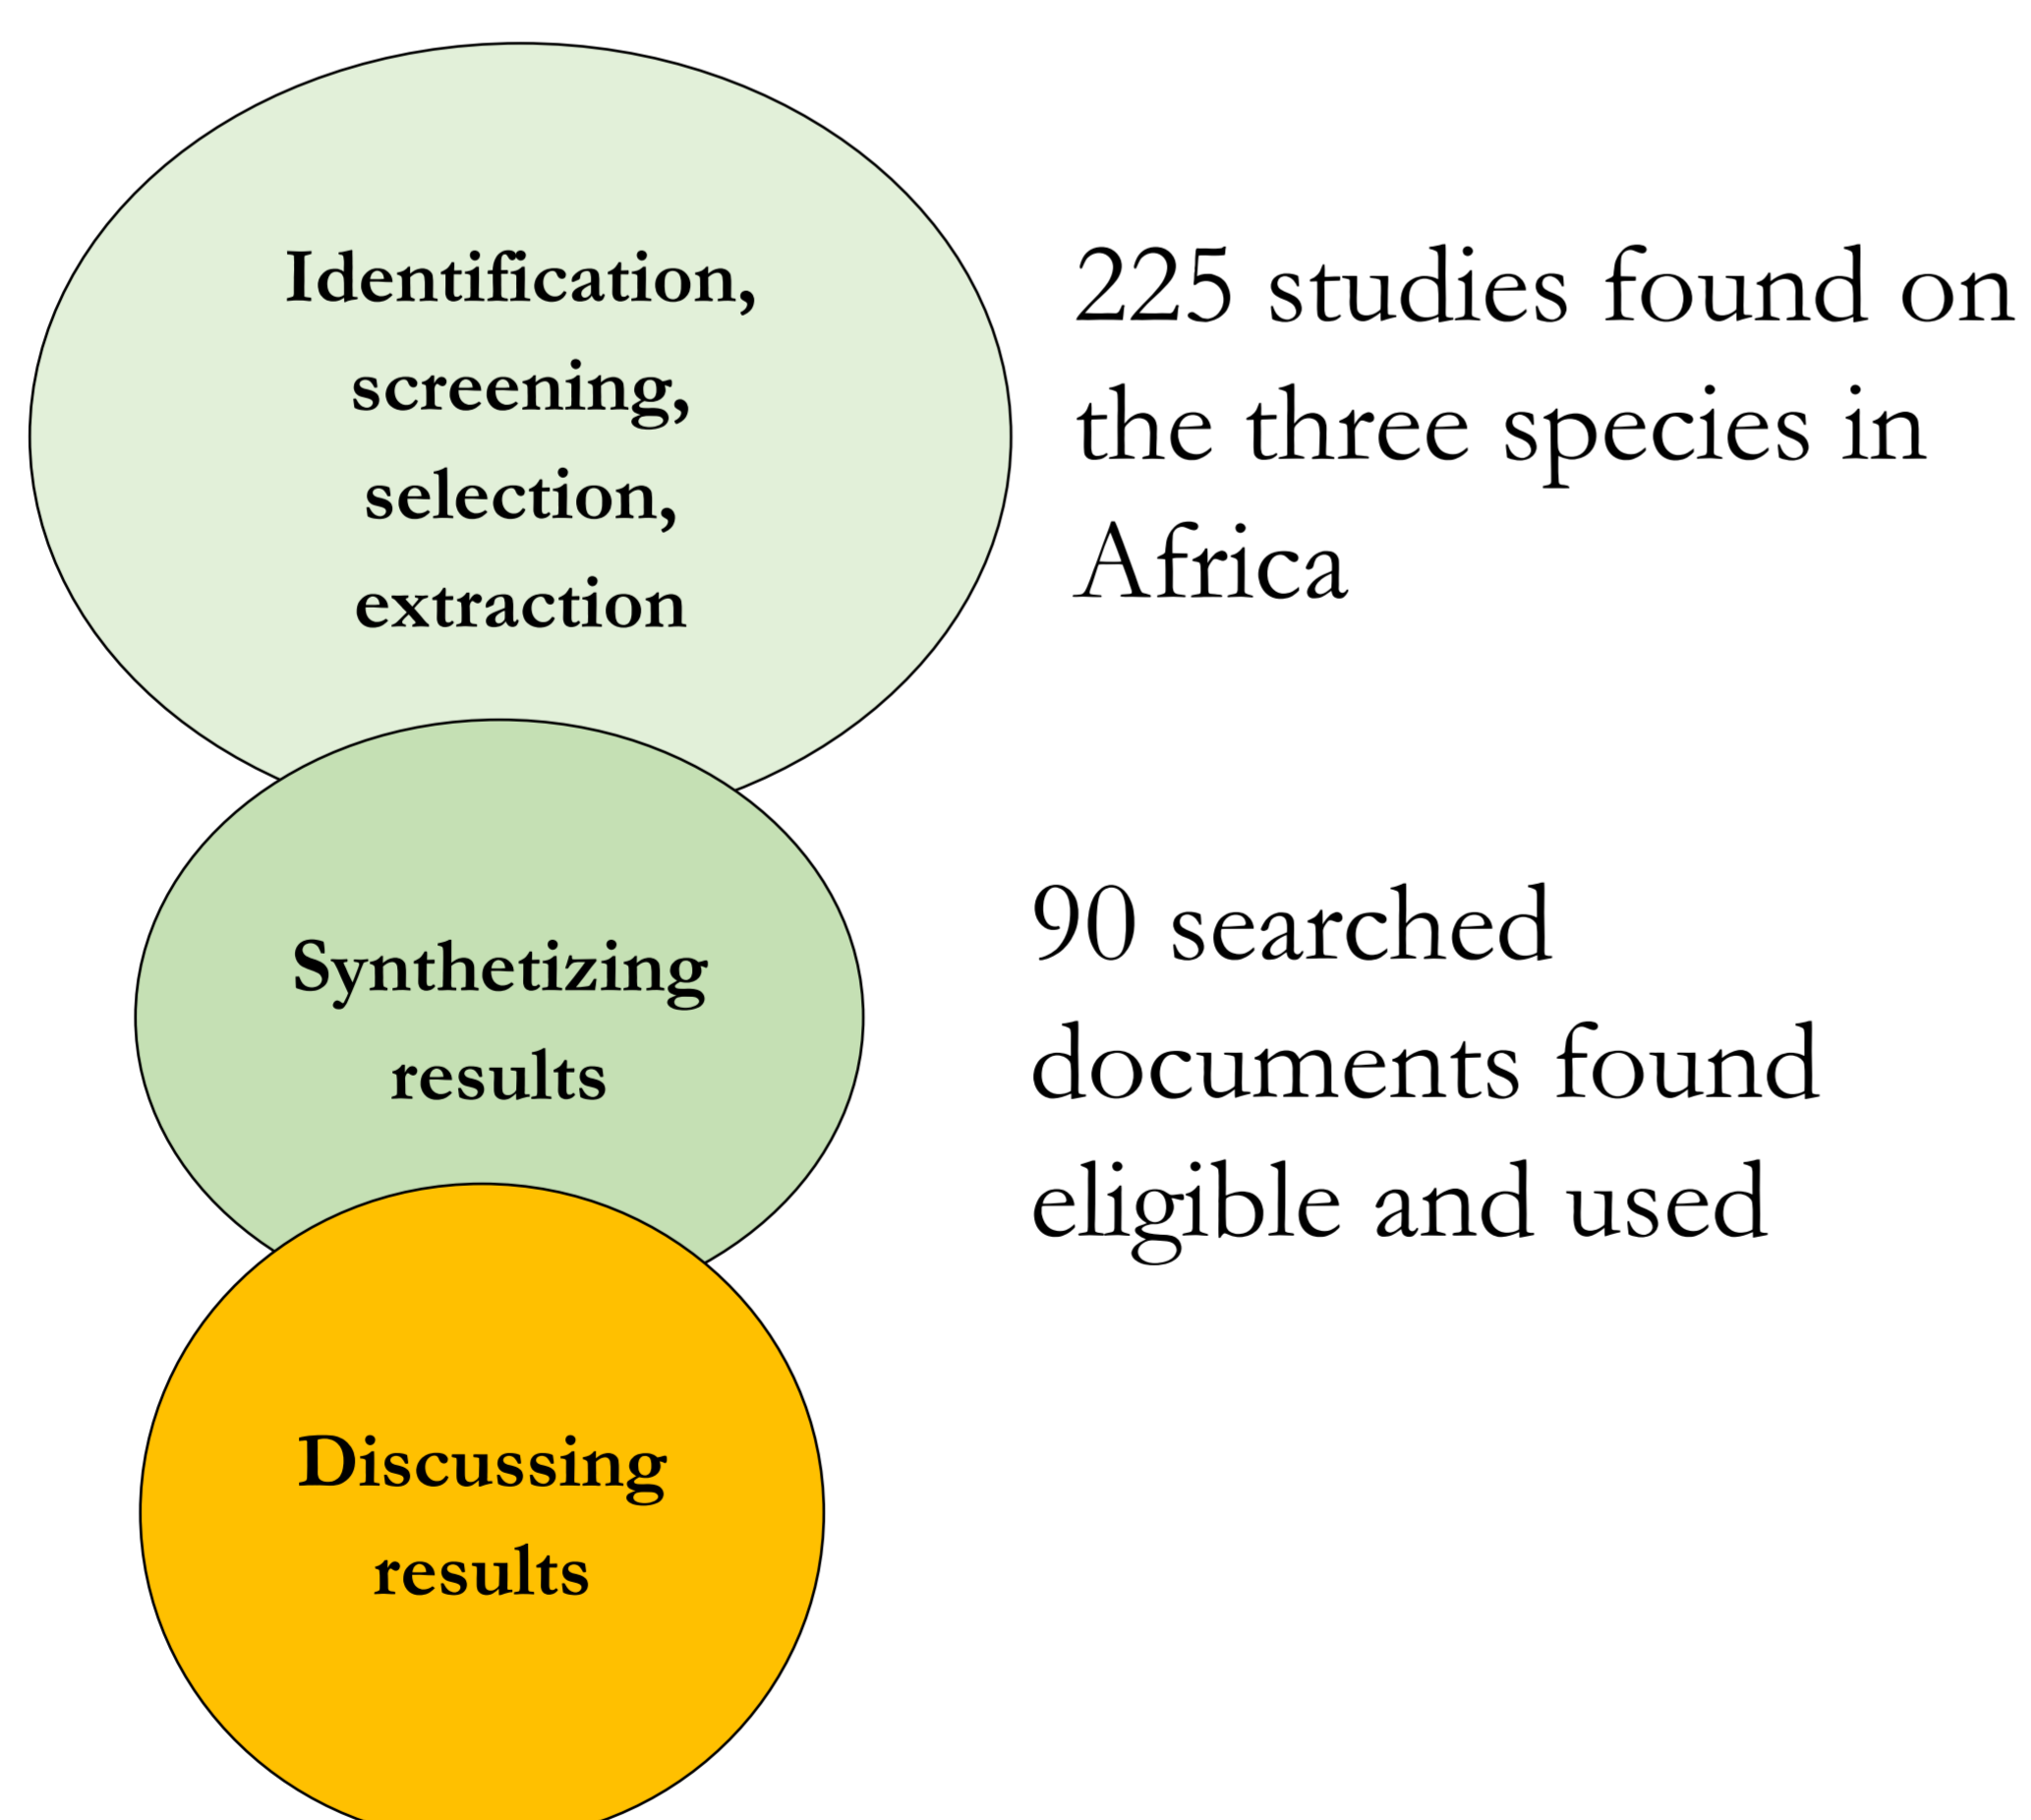 Identification,
screening,
selection,
extraction
225 studies found on
the three species in
Africa
Synthetizing
results
90 searched
documents found
eligible and used
Discussing
results